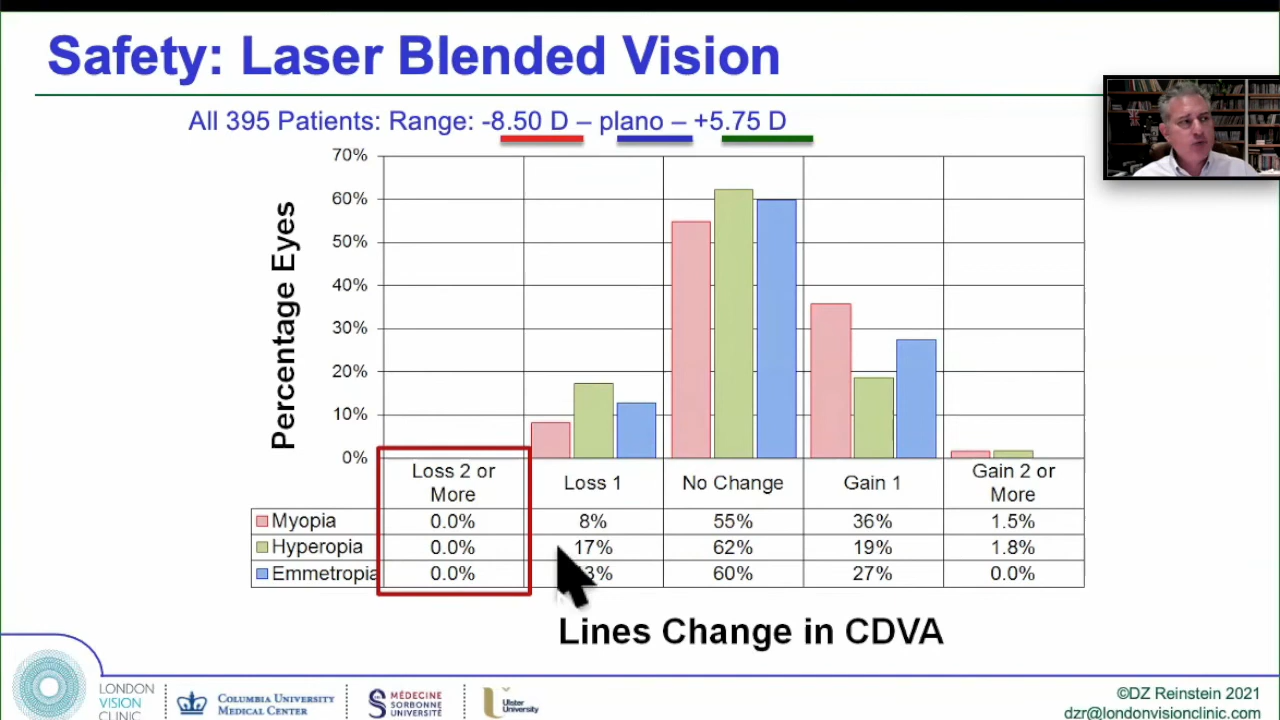 Safety: Laser Blended Vision
All 395 Patients: Range: -8.50 D – plano – +5.75 D
70%
60%
50%
40%
30%
20%
10%
0%
Percentage Eyes
Loss 2 or More
Loss 1
No Change
Gain 1
Gain 2 or More
Myopia 0.0% 8% 55% 36% 1.5%
Hyperopia 0.0% 17% 62% 19% 1.8%
Emmetropia 0.0% 3% 60% 27% 0.0%
Lines Change in CDVA
LONDON
VISION
CLINIC
COLUMBIA UNIVERSITY
MEDICAL CENTER
MÉDECINE
SORBONNE
UNIVERSITÉ
Ulster
University
©DZ Reinstein 2021
dzr@londonvisionclinic.com